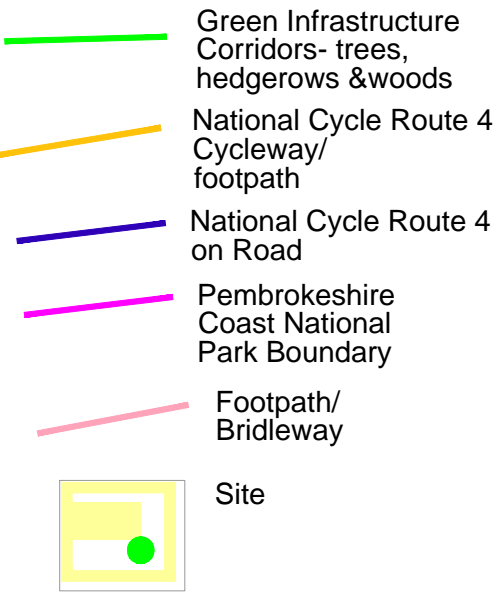 Green Infrastructure
Corridors- trees,
hedgerows &woods
National Cycle Route 4
Cycleway/
footpath
National Cycle Route 4
on Road
Pembrokeshire
Coast National
Park Boundary
Footpath/
Bridleway
Site